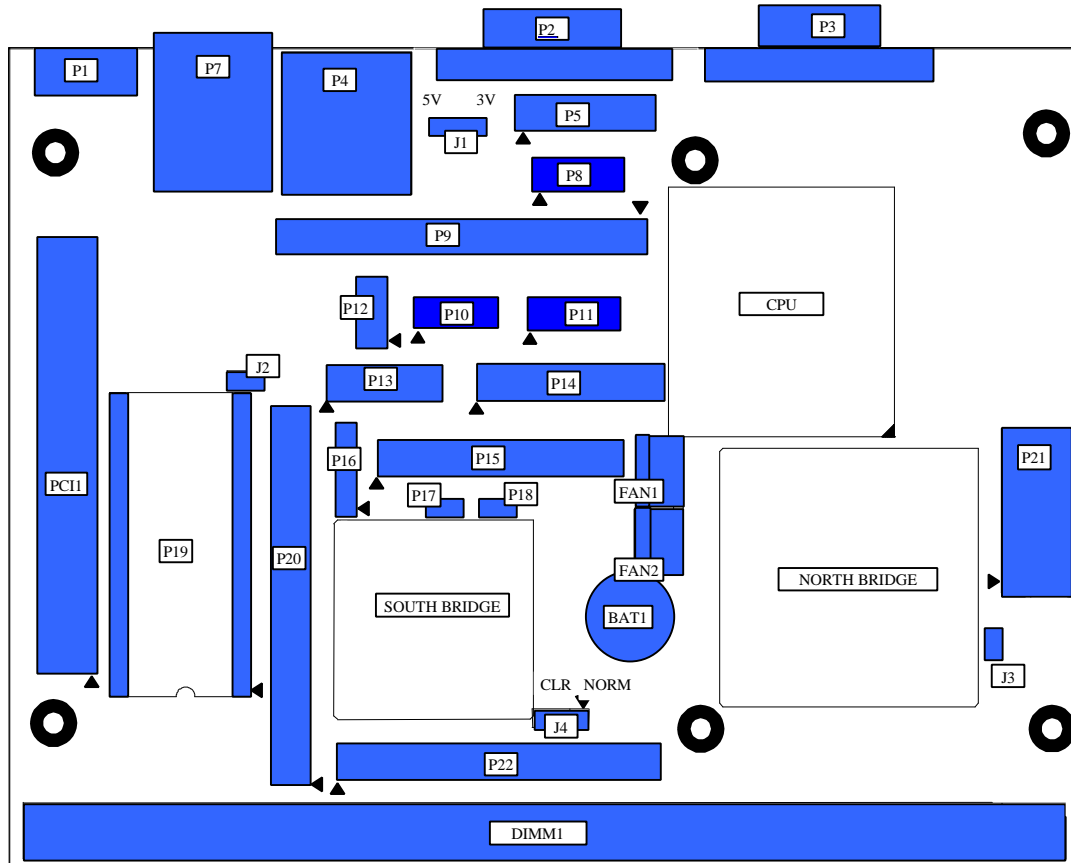 P2
P3
P1
P7
P4
5V 3V
J1
P5
P8
P9
P12
P10
P11
CPU
J2
P13
P14
P16
P15
P21
PCI1
P17
P18
FAN1
P19
P20
FAN2
NORTH BRIDGE
SOUTH BRIDGE
BAT1
CLR NORM
J3
J4
P22
DIMM1